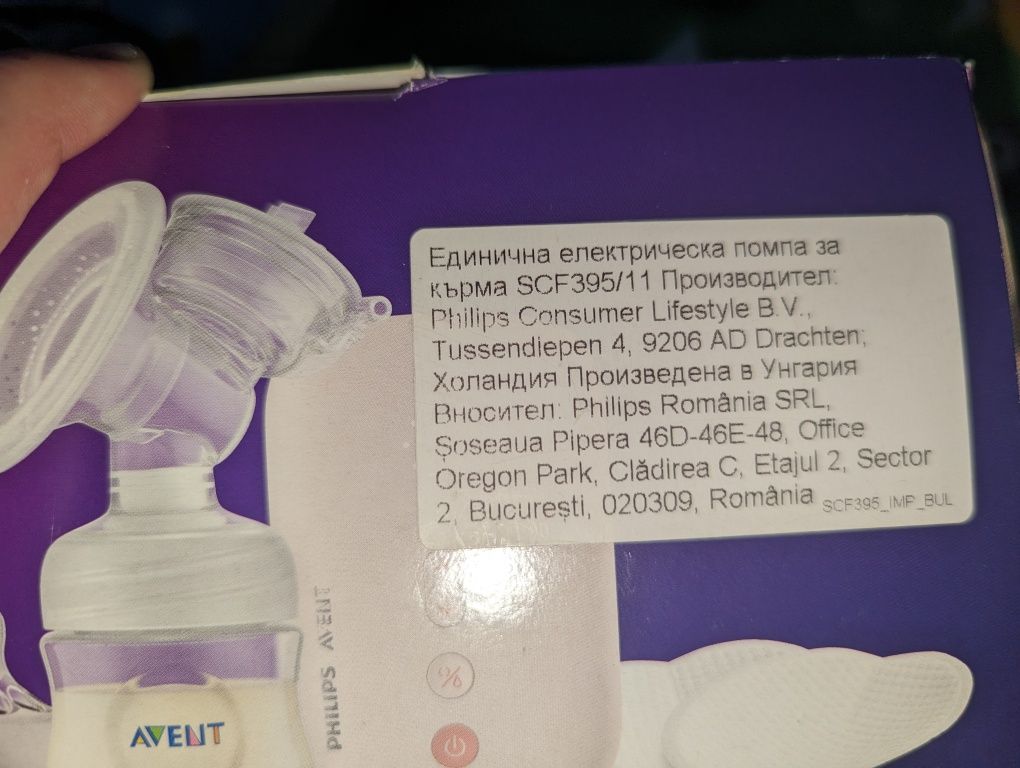 Единична електрическа помпа за
кърма SCF395/11 Производител:
Philips Consumer Lifestyle B.V.,
Tussendiepen 4, 9206 AD Drachten,
Холандия Произведена в Унгария
Вносител: Philips România SRL,
Șoseaua Pipera 46D-46E-48, Office
Oregon Park, Clădirea C, Etajul 2, Sector
2, București, 020309, România
SCF395_IMP_BUL
PHILIPS AVENT
AVENT